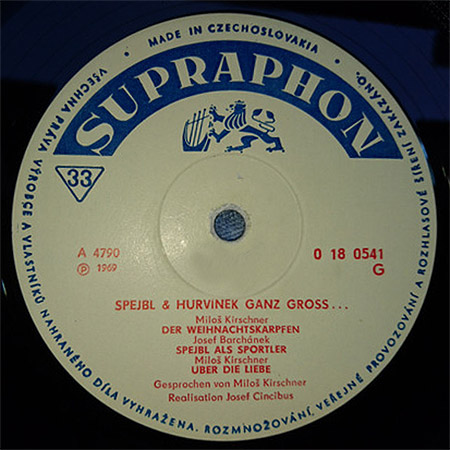 • MADE IN CZECHOSLOVAKIA •
SUPRAPHON
33
A 4790
Ⓟ 1969
0 18 0541
G
SPEJBL & HURVINEK GANZ GROSS...
Miloš Kirschner
DER WEIHNACHTSKARPFEN
Josef Barchánek
SPEJBL ALS SPORTLER
Miloš Kirschner
UBER DIE LIEBE
Gesprochen von Miloš Kirschner
Realisation Josef Cincibus
VŠECHNA PRÁVA VÝROBCE A VLASTNÍKŮ NAHRANÉHO DÍLA VYHRAŽENA. ROZMNOŽOVÁNÍ, VEŘEJNÉ PROVOZOVÁNÍ A ROZHLASOVÉ ŠÍŘENÍ ZAKÁZÁNO.